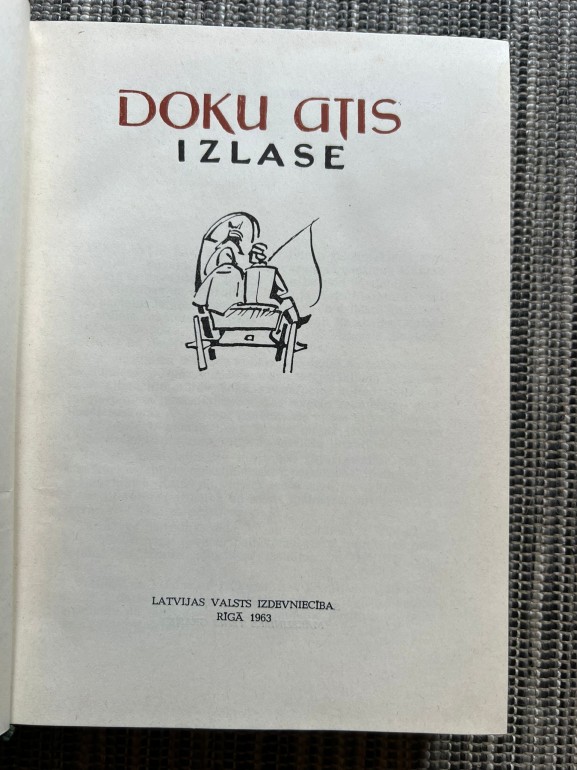 DOKU ATIS
IZLASE
LATVIJAS VALSTS IZDEVNIECĪBA
RĪGĀ 1963